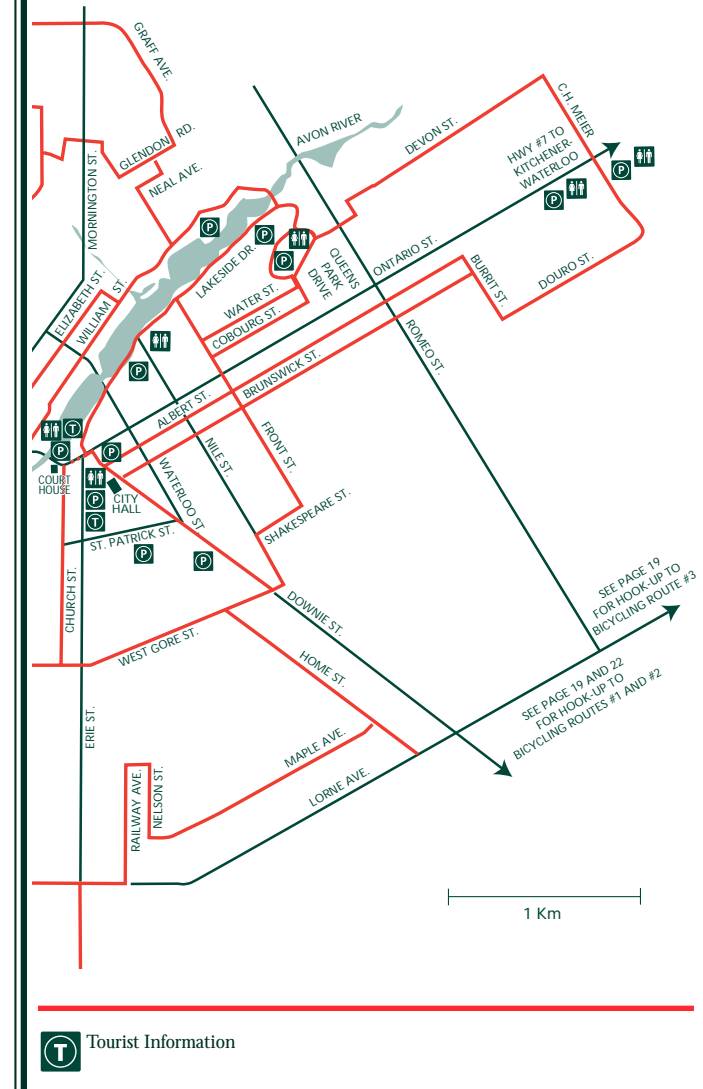 GRAFF AVE.
AVON RIVER
DEVON ST.
C.H. MEIER
HWY #7 TO
KITCHENER-
WATERLOO
GLENDON RD.
NEAL AVE.
MORNINGTON ST.
P
P
P
P
P
LAKESIDE DR.
QUEENS
PARK
DRIVE
ONTARIO ST.
BURRIT ST.
DOURO ST.
ELIZABETH ST.
WILLIAM ST.
WATER ST.
COBOURG ST.
ROMEO ST.
P
BRUNSWICK ST.
ALBERT ST.
T
P
P
NILE ST.
FRONT ST.
COURT
HOUSE
P
CITY
HALL
T
WATERLOO ST
SHAKESPEARE ST.
ST. PATRICK ST.
P
P
CHURCH ST.
DOWNIE ST.
SEE PAGE 19
FOR HOOK-UP TO
BICYCLING ROUTE #3
WEST GORE ST.
HOME ST.
SEE PAGE 19 AND 22
FOR HOOK-UP TO
BICYCLING ROUTES #1 AND #2
ERIE ST.
MAPLE AVE.
LORNE AVE.
RAILWAY AVE.
NELSON ST.
1 Km
T Tourist Information